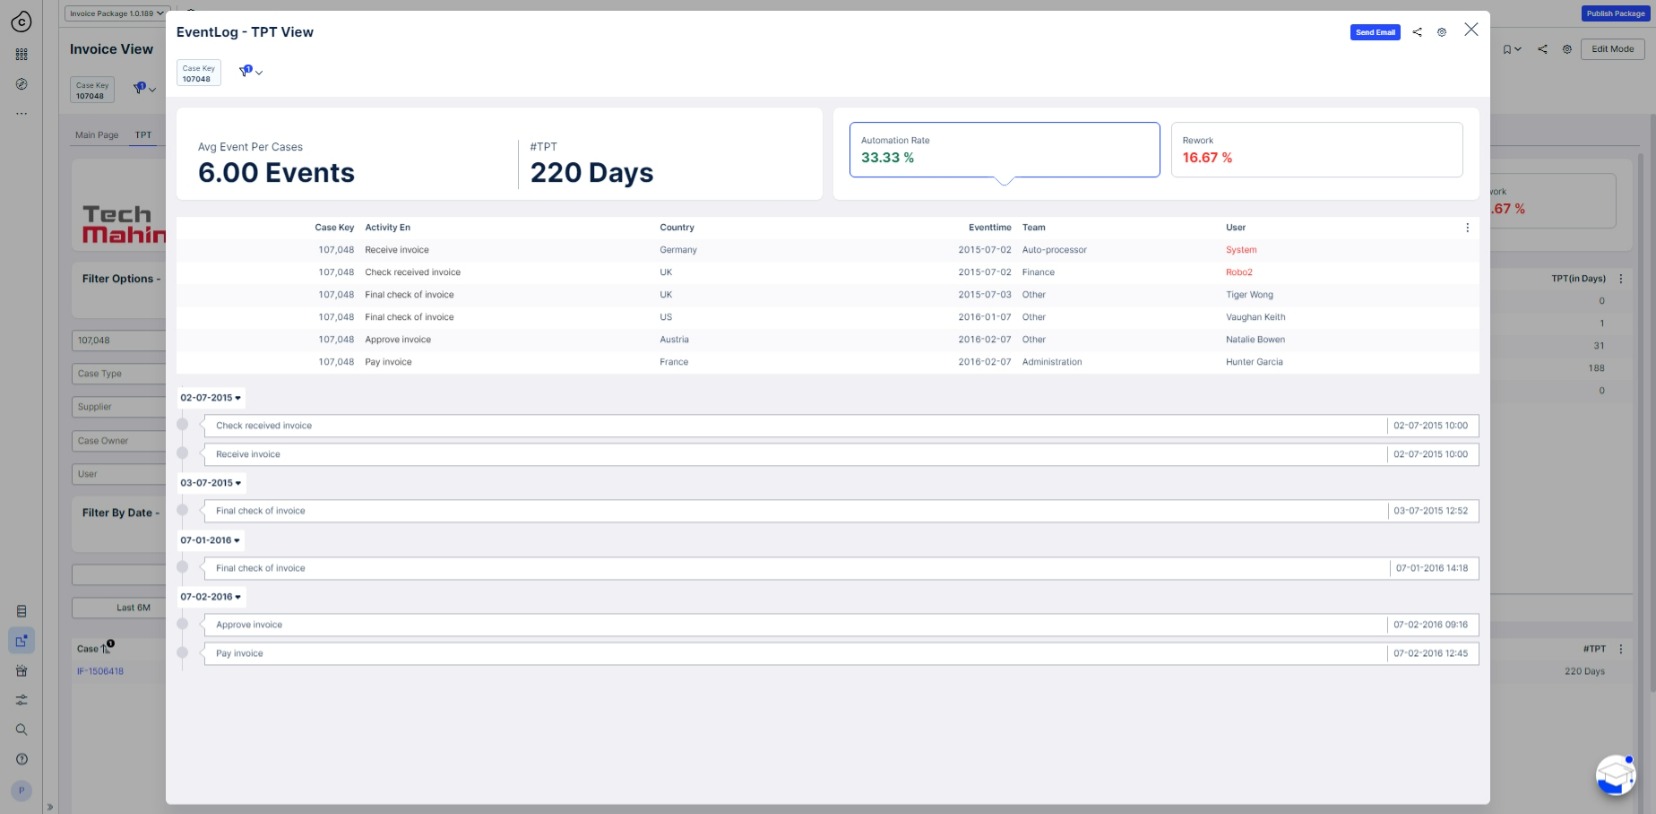 Invoice Package 1.0.189
Publish Package
Invoice View
Edit Mode
Case Key
107048
1
Main Page TPT
Tech
Mahin
Filter Options -
107,048
Case Type
Supplier
Case Owner
User
Filter By Date -
Last 6M
Case 1
IF-1506418
P
EventLog - TPT View
Send Email
Case Key
107048
1
Avg Event Per Cases
6.00 Events
#TPT
220 Days
Automation Rate
33.33 %
Rework
16.67 %
Case Key Activity En Country Eventtime Team User
107,048 Receive invoice Germany 2015-07-02 Auto-processor System
107,048 Check received invoice UK 2015-07-02 Finance Robo2
107,048 Final check of invoice UK 2015-07-03 Other Tiger Wong
107,048 Final check of invoice US 2016-01-07 Other Vaughan Keith
107,048 Approve invoice Austria 2016-02-07 Other Natalie Bowen
107,048 Pay invoice France 2016-02-07 Administration Hunter Garcia
02-07-2015
Check received invoice 02-07-2015 10:00
Receive invoice 02-07-2015 10:00
03-07-2015
Final check of invoice 03-07-2015 12:52
07-01-2016
Final check of invoice 07-01-2016 14:18
07-02-2016
Approve invoice 07-02-2016 09:16
Pay invoice 07-02-2016 12:45
work
.67 %
TPT(in Days)
0
1
31
188
0
#TPT
220 Days